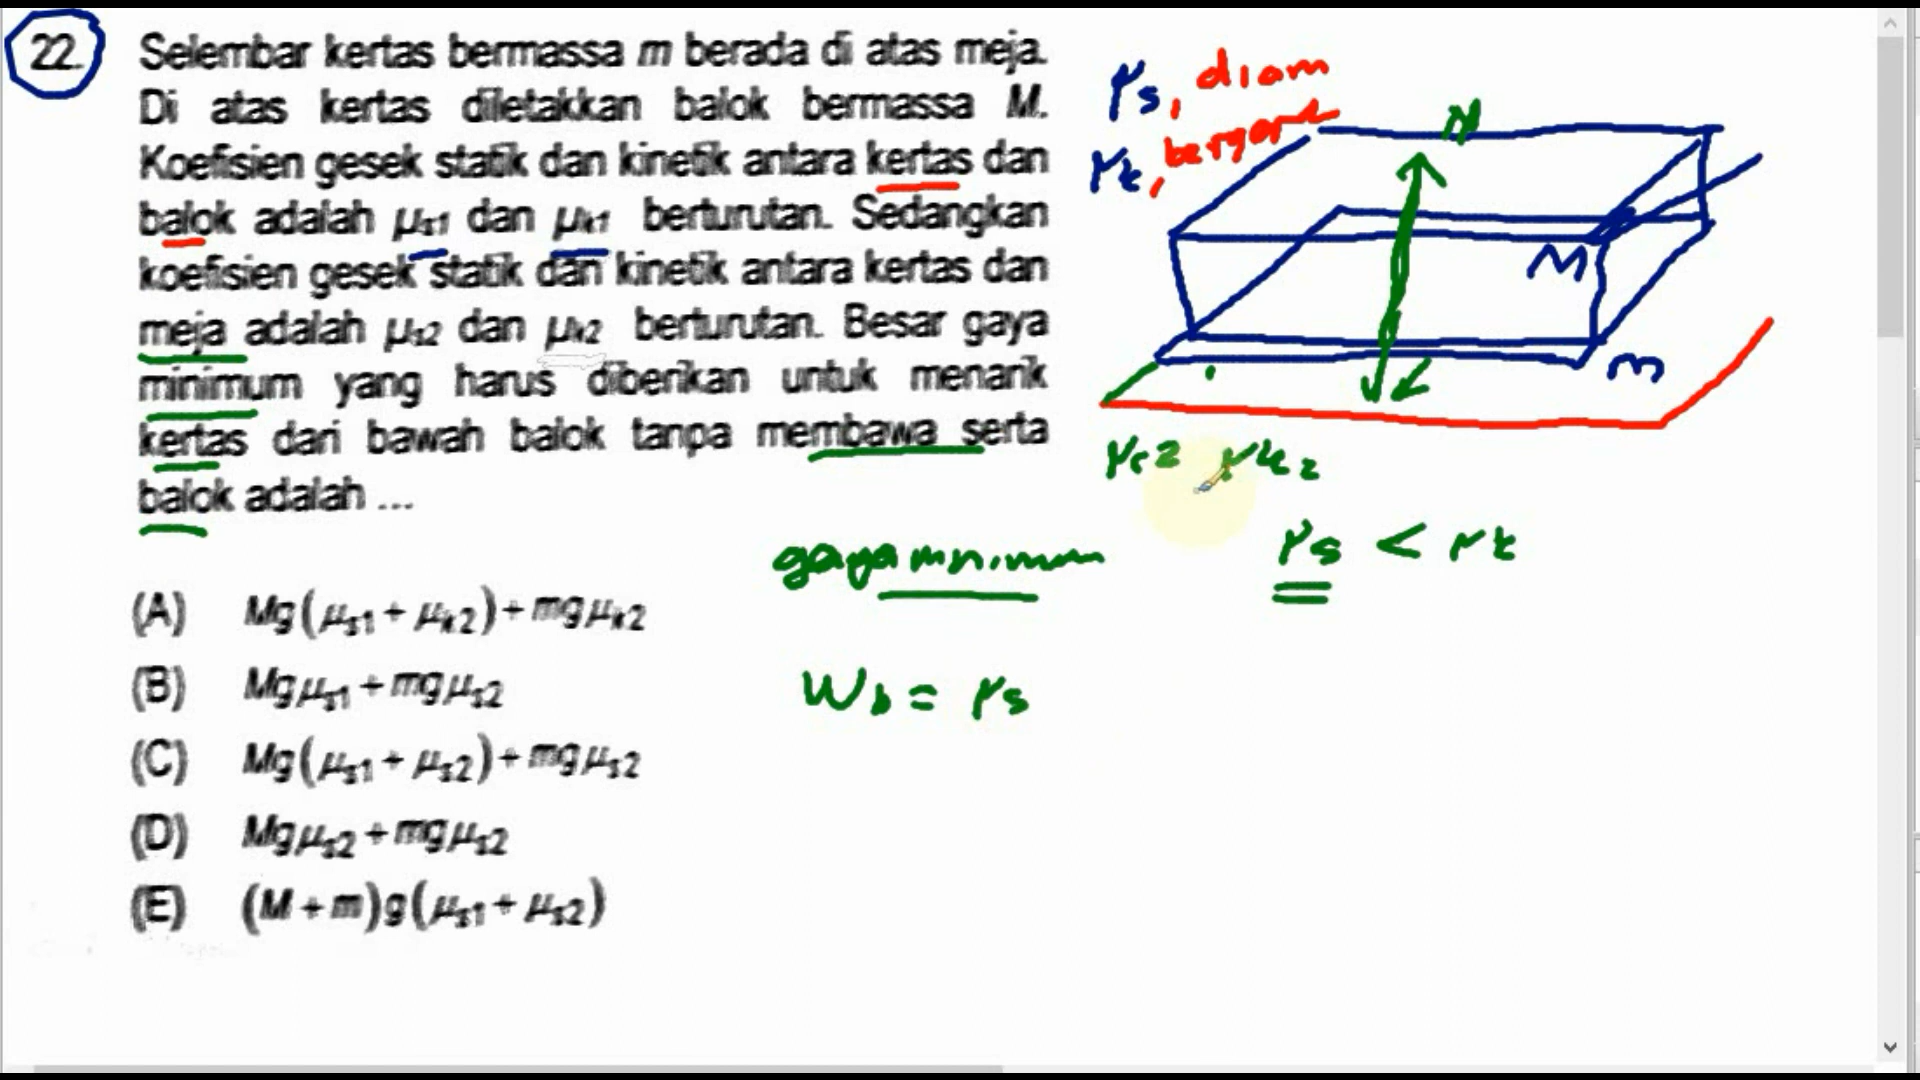 22. Selembar kertas bermassa m berada di atas meja.
Di atas kertas diletakkan balok bermassa M.
Koefisien gesek statik dan kinetik antara kertas dan
balok adalah μs1 dan μk1 berturutan. Sedangkan
koefisien gesek statik dan kinetik antara kertas dan
meja adalah μs2 dan μk2 berturutan. Besar gaya
minimum yang harus diberikan untuk menarik
kertas dari bawah balok tanpa membawa serta
balok adalah ...
(A) Mg(μs1 + μk2) + mgμk2
(B) Mgμs1 + mgμs2
(C) Mg(μs1 + μs2) + mgμs2
(D) Mgμs2 + mgμs2
(E) (M + m)g(μs1 + μs2)
μs, diam
μk,
N
M
m
μk2
gaya minimum
μs < μk
Wb = μs